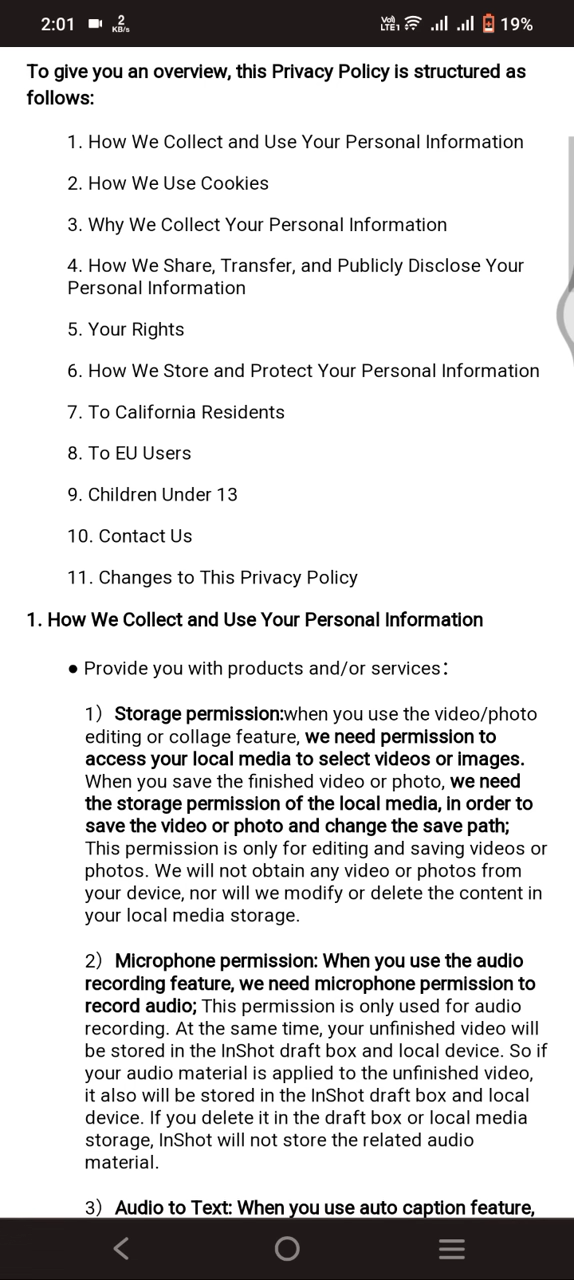 2:01 2 KB/s Vo) LTE1 19%
To give you an overview, this Privacy Policy is structured as
follows:
1. How We Collect and Use Your Personal Information
2. How We Use Cookies
3. Why We Collect Your Personal Information
4. How We Share, Transfer, and Publicly Disclose Your
Personal Information
5. Your Rights
6. How We Store and Protect Your Personal Information
7. To California Residents
8. To EU Users
9. Children Under 13
10. Contact Us
11. Changes to This Privacy Policy
1. How We Collect and Use Your Personal Information
● Provide you with products and/or services：
1）Storage permission:when you use the video/photo
editing or collage feature, we need permission to
access your local media to select videos or images.
When you save the finished video or photo, we need
the storage permission of the local media, in order to
save the video or photo and change the save path;
This permission is only for editing and saving videos or
photos. We will not obtain any video or photos from
your device, nor will we modify or delete the content in
your local media storage.
2）Microphone permission: When you use the audio
recording feature, we need microphone permission to
record audio; This permission is only used for audio
recording. At the same time, your unfinished video will
be stored in the InShot draft box and local device. So if
your audio material is applied to the unfinished video,
it also will be stored in the InShot draft box and local
device. If you delete it in the draft box or local media
storage, InShot will not store the related audio
material.
3）Audio to Text: When you use auto caption feature,